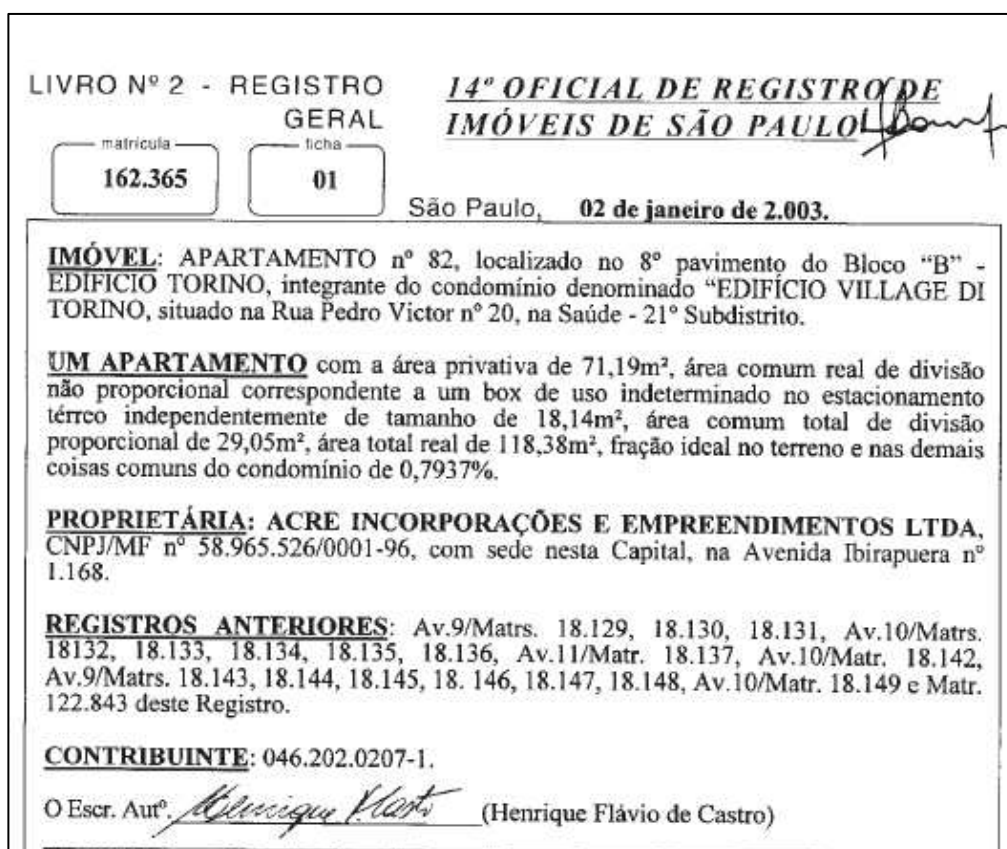 LIVRO Nº 2 - REGISTRO
GERAL
14º OFICIAL DE REGISTRO DE
IMÓVEIS DE SÃO PAULO
matrícula
162.365
ficha
01
São Paulo, 02 de janeiro de 2.003.
IMÓVEL: APARTAMENTO nº 82, localizado no 8º pavimento do Bloco “B” -
EDIFÍCIO TORINO, integrante do condomínio denominado “EDIFÍCIO VILLAGE DI
TORINO, situado na Rua Pedro Victor nº 20, na Saúde - 21º Subdistrito.
UM APARTAMENTO com a área privativa de 71,19m², área comum real de divisão
não proporcional correspondente a um box de uso indeterminado no estacionamento
térreo independentemente de tamanho de 18,14m², área comum total de divisão
proporcional de 29,05m², área total real de 118,38m², fração ideal no terreno e nas demais
coisas comuns do condomínio de 0,7937%.
PROPRIETÁRIA: ACRE INCORPORAÇÕES E EMPREENDIMENTOS LTDA,
CNPJ/MF nº 58.965.526/0001-96, com sede nesta Capital, na Avenida Ibirapuera nº
1.168.
REGISTROS ANTERIORES: Av.9/Matrs. 18.129, 18.130, 18.131, Av.10/Matrs.
18132, 18.133, 18.134, 18.135, 18.136, Av.11/Matr. 18.137, Av.10/Matr. 18.142,
Av.9/Matrs. 18.143, 18.144, 18.145, 18. 146, 18.147, 18.148, Av.10/Matr. 18.149 e Matr.
122.843 deste Registro.
CONTRIBUINTE: 046.202.0207-1.
O Escr. Autº. (Henrique Flávio de Castro)